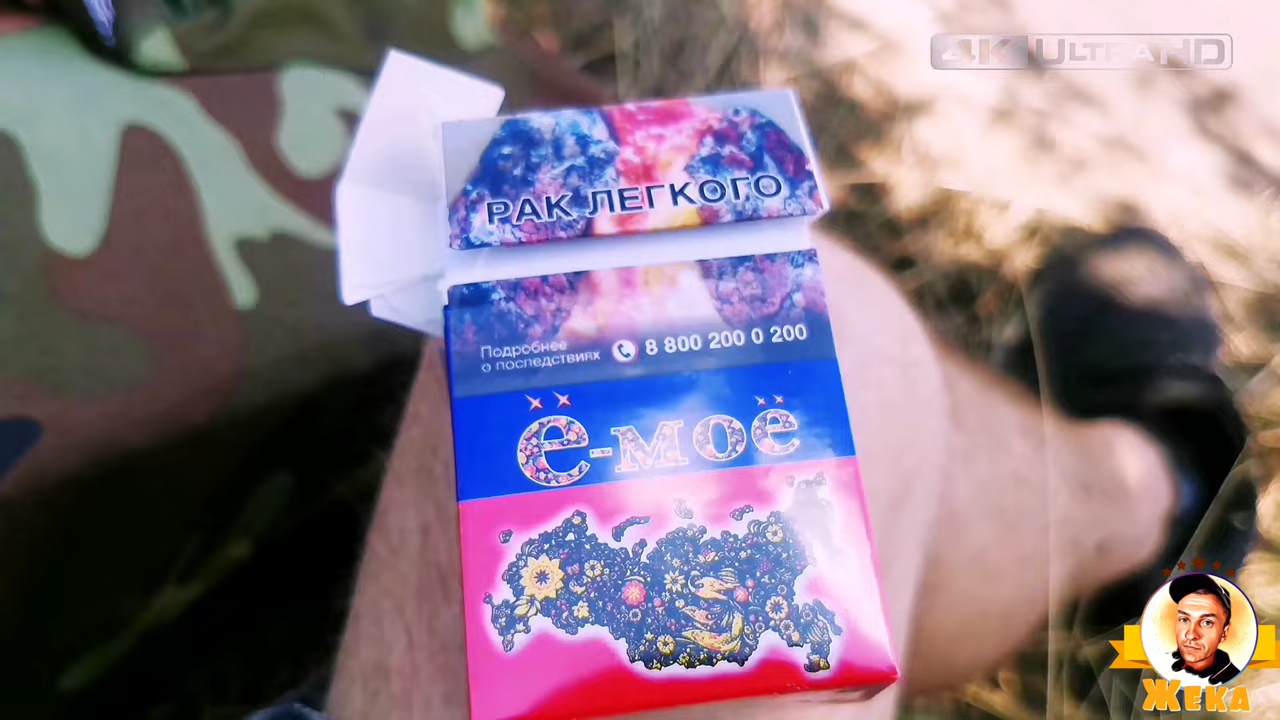 4K ULTRA HD
РАК ЛЕГКОГО
Подробнее
о последствиях
8 800 200 0 200
ё-моё
ЖЕКА